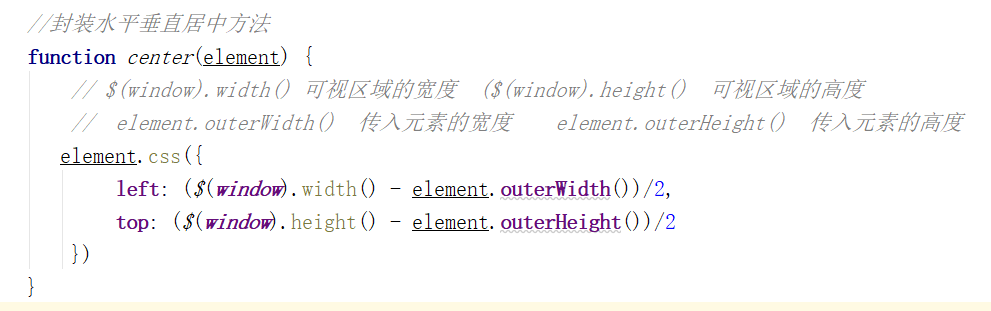 //封装水平垂直居中方法
function center(element) {
// $(window).width() 可视区域的宽度 ($(window).height() 可视区域的高度
// element.outerWidth() 传入元素的宽度 element.outerHeight() 传入元素的高度
element.css({
left: ($(window).width() - element.outerWidth())/2,
top: ($(window).height() - element.outerHeight())/2
})
}